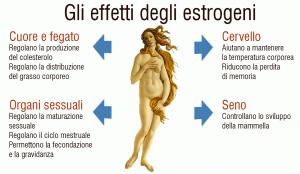 Gli effetti degli estrogeni
Cuore e fegato
Regolano la produzione
del colesterolo
Regolano la distribuzione
del grasso corporeo
Cervello
Aiutano a mantenere
la temperatura corporea
Riducono la perdita
di memoria
Organi sessuali
Regolano la maturazione
sessuale
Regolano il ciclo mestruale
Permettono la fecondazione
e la gravidanza
Seno
Controllano lo sviluppo
della mammella